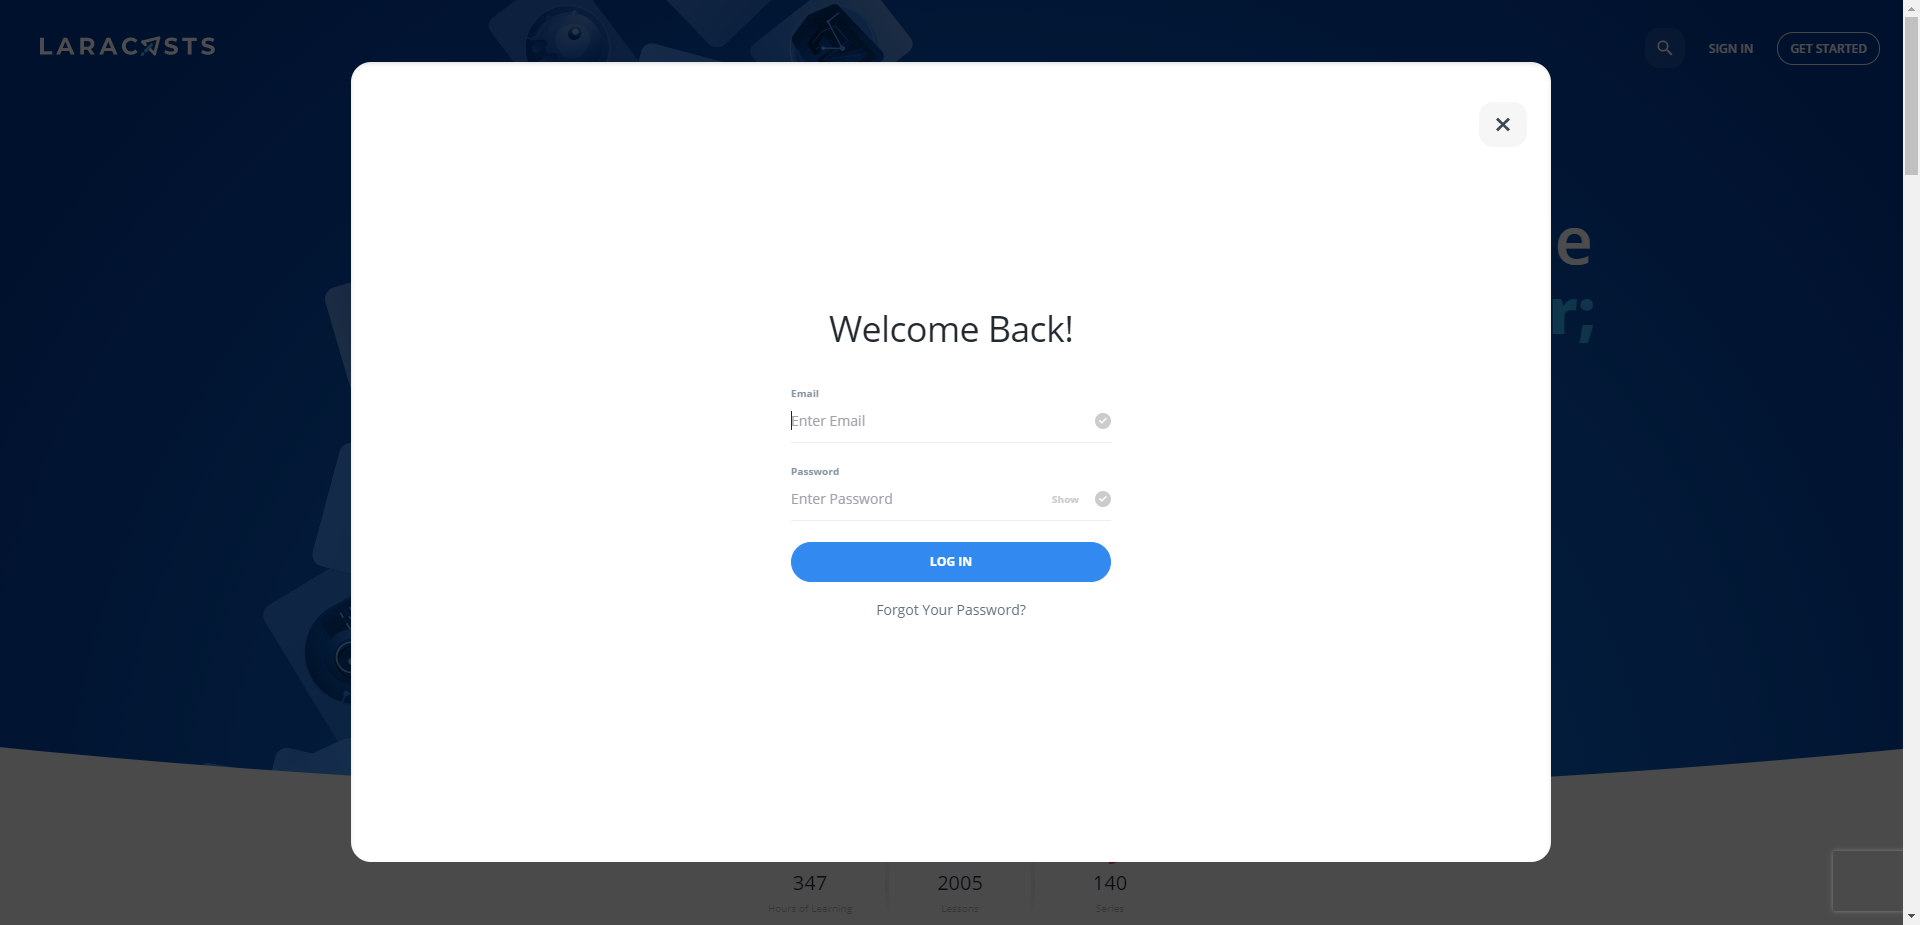 LARACASTS
SIGN IN
GET STARTED
e
r;
Welcome Back!
Email
Enter Email
Password
Enter Password
Show
LOG IN
Forgot Your Password?
347
2005
140
Hours of Learning
Lessons
Series